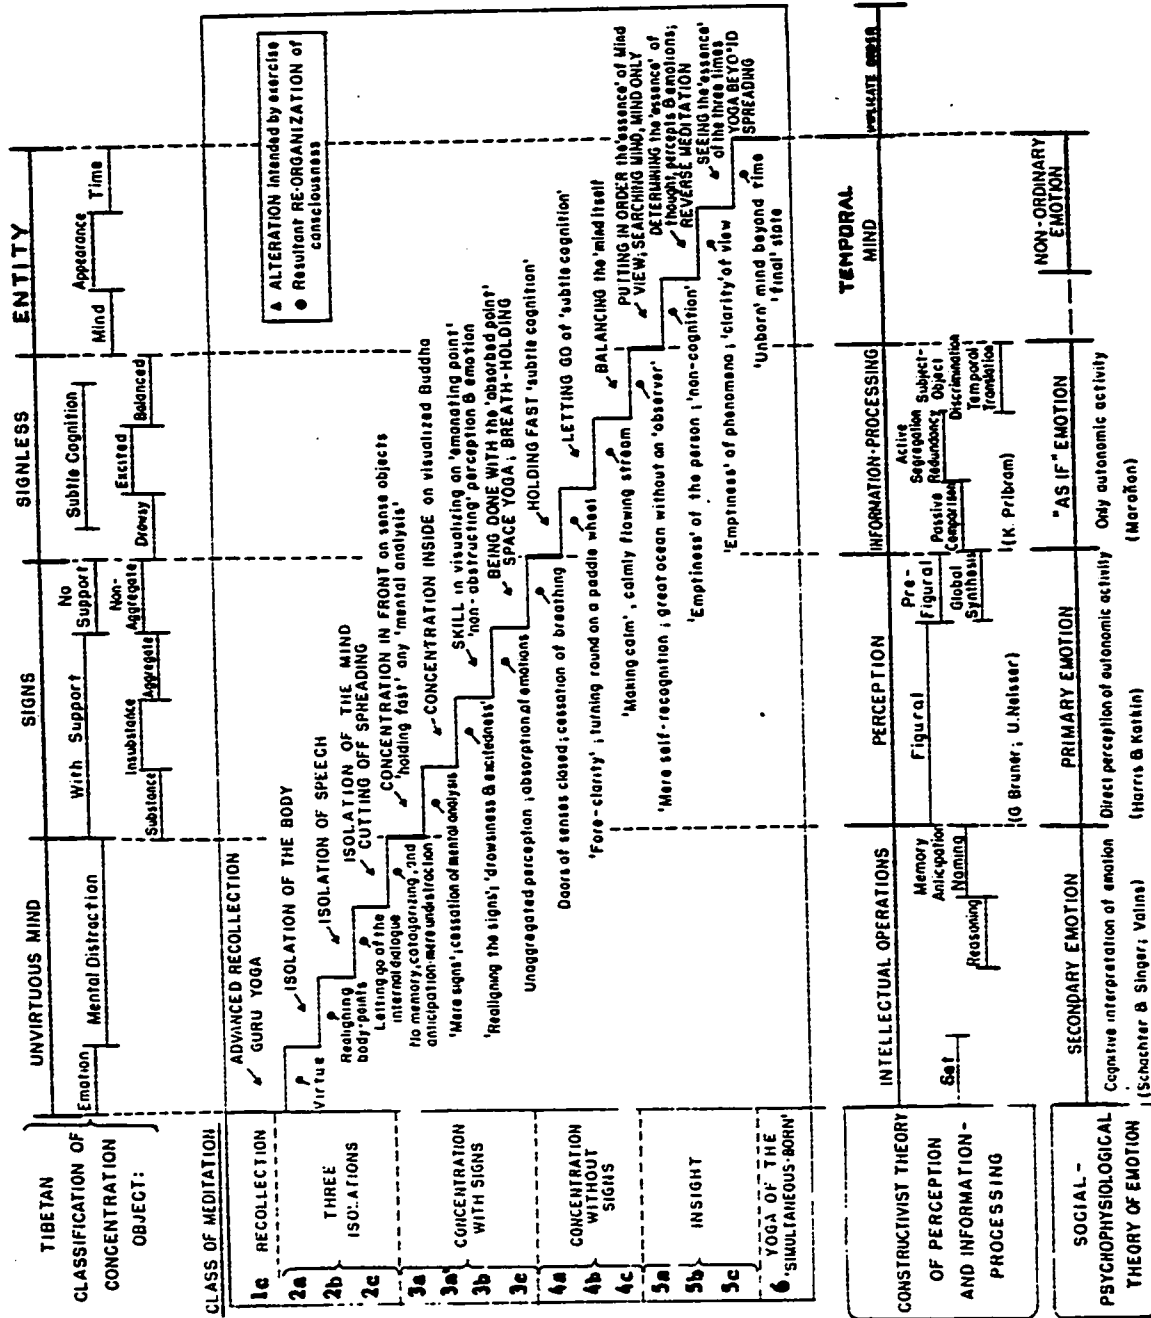 TIBETAN
CLASSIFICATION OF
CONCENTRATION
OBJECT:
UNVIRTUOUS MIND
Emotion
Mental Distraction
SIGNS
With Support
No
Support
Substance
Insubstance
Aggregate
Non-
Aggregate
SIGNLESS
Subtle Cognition
Drowsy
Excited
Balanced
ENTITY
Mind
Appearance
Time
CLASS OF MEDITATION
1c
RECOLLECTION
2a
2b
2c
THREE
ISOLATIONS
3a
3a'
3b
3c
CONCENTRATION
WITH SIGNS
4a
4b
4c
CONCENTRATION
WITHOUT
SIGNS
5a
5b
5c
INSIGHT
6
YOGA OF THE
'SIMULTANEOUS-BORN'
▲ ALTERATION intended by exercise
● Resultant RE-ORGANIZATION of
consciousness
ADVANCED RECOLLECTION
GURU YOGA
Virtue
ISOLATION OF THE BODY
Realigning
body-points
ISOLATION OF SPEECH
Letting go of the
internal dialogue
ISOLATION OF THE MIND
CUTTING OFF SPREADING
No memory, catagorizing, and
anticipation-mere undistraction
CONCENTRATION IN FRONT on sense objects
'holding fast' any 'mental analysis'
'Mere signs'; cessation of mental analysis
CONCENTRATION INSIDE on visualized Buddha
'Realigning the signs'; 'drowsiness & excitedness'
SKILL in visualizing an 'emanating point'
'non-obstructing' perception & emotion
Unaggregated perception; absorption of emotions
BEING DONE WITH the 'absorbed point'
SPACE YOGA; BREATH-HOLDING
Doors of senses closed; cessation of breathing
HOLDING FAST 'subtle cognition'
'Fore-clarity'; turning round on a paddle wheel
LETTING GO of 'subtle cognition'
'Making calm', calmly flowing stream
BALANCING the 'mind itself
'Mere self-recognition; great ocean without an 'observer'
PUTTING IN ORDER the 'essence' of Mind
VIEW; SEARCHING MIND, MIND ONLY
'Emptiness' of the person; 'non-cognition'
DETERMINING the 'essence' of
thought, percepts & emotions;
REVERSE MEDITATION
'Emptiness' of phenomena; 'clarity' of view
SEEING the 'essence'
of the three times
YOGA BEYO'ID
SPREADING
'Unborn' mind beyond time
'final' state
CONSTRUCTIVIST THEORY
OF PERCEPTION
AND INFORMATION-
PROCESSING
INTELLECTUAL OPERATIONS
Set
Reasoning
Memory
Anticipation
Naming
PERCEPTION
Figural
Pre-
Figural
Global
Synthesis
(G Bruner; U. Neisser)
INFORMATION-PROCESSING
Passive
Comparison
Active
Segregation
Redundancy
Subject-
Object
Discrimination
Temporal
Translation
(K. Pribram)
TEMPORAL
MIND
SOCIAL-
PSYCHOPHYSIOLOGICAL
THEORY OF EMOTION
SECONDARY EMOTION
Cognitive interpretation of emotion
(Schachter & Singer; Valins)
PRIMARY EMOTION
Direct perception of autonomic activity
(Harris & Katkin)
"AS IF" EMOTION
Only autonomic activity
(Marañon)
NON-ORDINARY
EMOTION